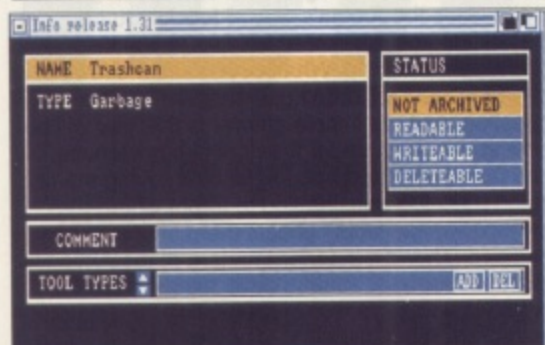 Info release 1.31
NAME Trashcan
TYPE Garbage
STATUS
NOT ARCHIVED
READABLE
WRITEABLE
DELETEABLE
COMMENT
TOOL TYPES
ADD DEL